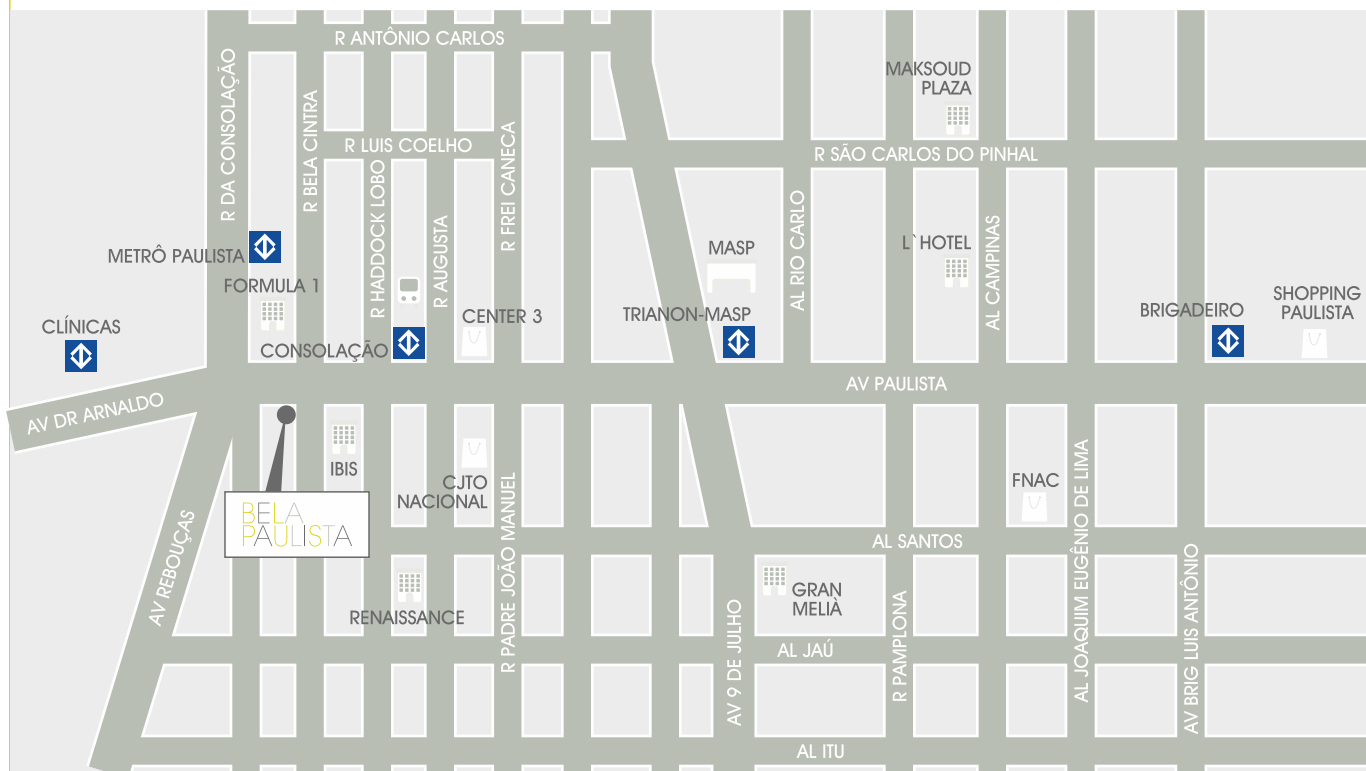 R ANTÔNIO CARLOS
MAKSOUD
PLAZA
R DA CONSOLAÇÃO
R BELA CINTRA
R LUIS COELHO
R FREI CANECA
R SÃO CARLOS DO PINHAL
R HADDOCK LOBO
R AUGUSTA
METRÔ PAULISTA
MASP
AL RIO CARLO
L`HOTEL
AL CAMPINAS
FORMULA 1
CENTER 3
TRIANON-MASP
BRIGADEIRO
SHOPPING
PAULISTA
CLÍNICAS
CONSOLAÇÃO
AV PAULISTA
AV DR ARNALDO
IBIS
CJTO
NACIONAL
FNAC
BELA
PAULISTA
AV REBOUÇAS
R PADRE JOÃO MANUEL
AL SANTOS
AL JOAQUIM EUGÊNIO DE LIMA
RENAISSANCE
GRAN
MELIÀ
AV 9 DE JULHO
R PAMPLONA
AV BRIG LUIS ANTÔNIO
AL JAÚ
AL ITU